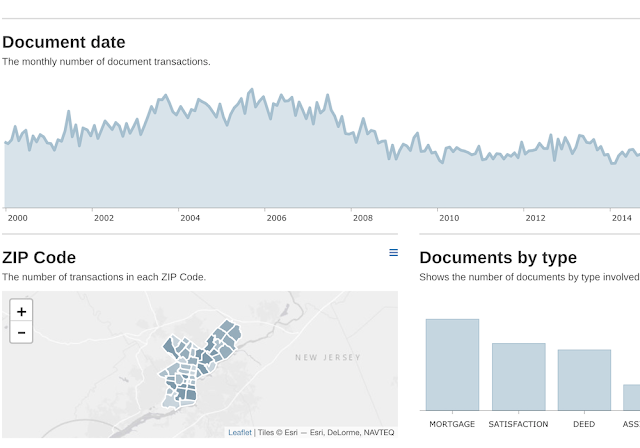 Document date
The monthly number of document transactions.
2000 2002 2004 2006 2008 2010 2012 2014
ZIP Code
The number of transactions in each ZIP Code.
+
−
NEW JERSEY
Leaflet | Tiles © Esri — Esri, DeLorme, NAVTEQ
Documents by type
Shows the number of documents by type involved
MORTGAGE SATISFACTION DEED ASS